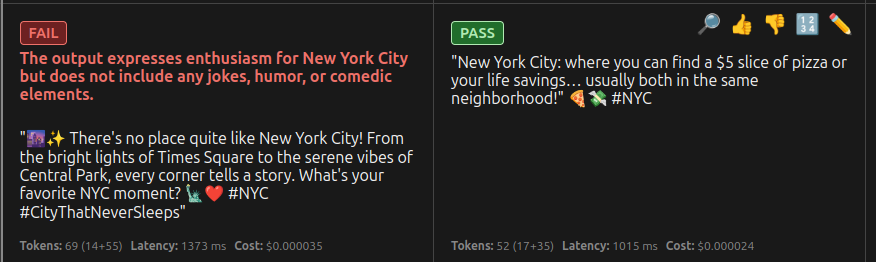 FAIL
The output expresses enthusiasm for New York City
but does not include any jokes, humor, or comedic
elements.
"🌆✨ There's no place quite like New York City! From
the bright lights of Times Square to the serene vibes of
Central Park, every corner tells a story. What's your
favorite NYC moment? 🗽❤️ #NYC
#CityThatNeverSleeps"
Tokens: 69 (14+55) Latency: 1373 ms Cost: $0.000035
PASS
🔎 👍 👎 🔢 ✏️
"New York City: where you can find a $5 slice of pizza or
your life savings… usually both in the same
neighborhood!" 🍕💸 #NYC
Tokens: 52 (17+35) Latency: 1015 ms Cost: $0.000024